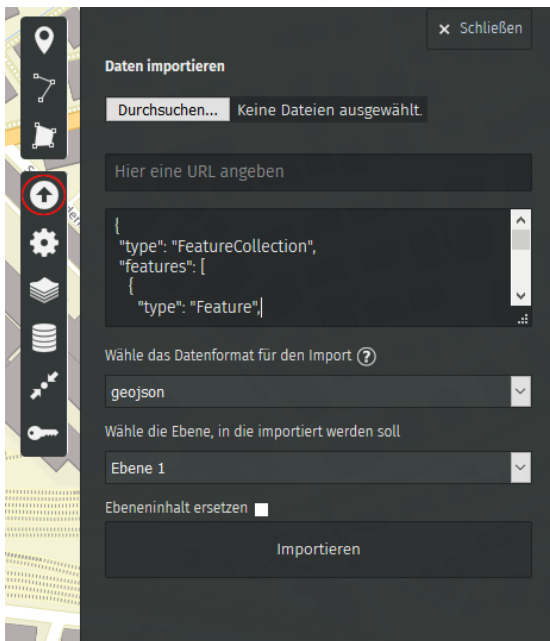 × Schließen
Daten importieren
Durchsuchen... Keine Dateien ausgewählt.
Hier eine URL angeben
{
"type": "FeatureCollection",
"features": [
{
"type": "Feature",
Wähle das Datenformat für den Import ?
geojson
Wähle die Ebene, in die importiert werden soll
Ebene 1
Ebeneninhalt ersetzen
Importieren